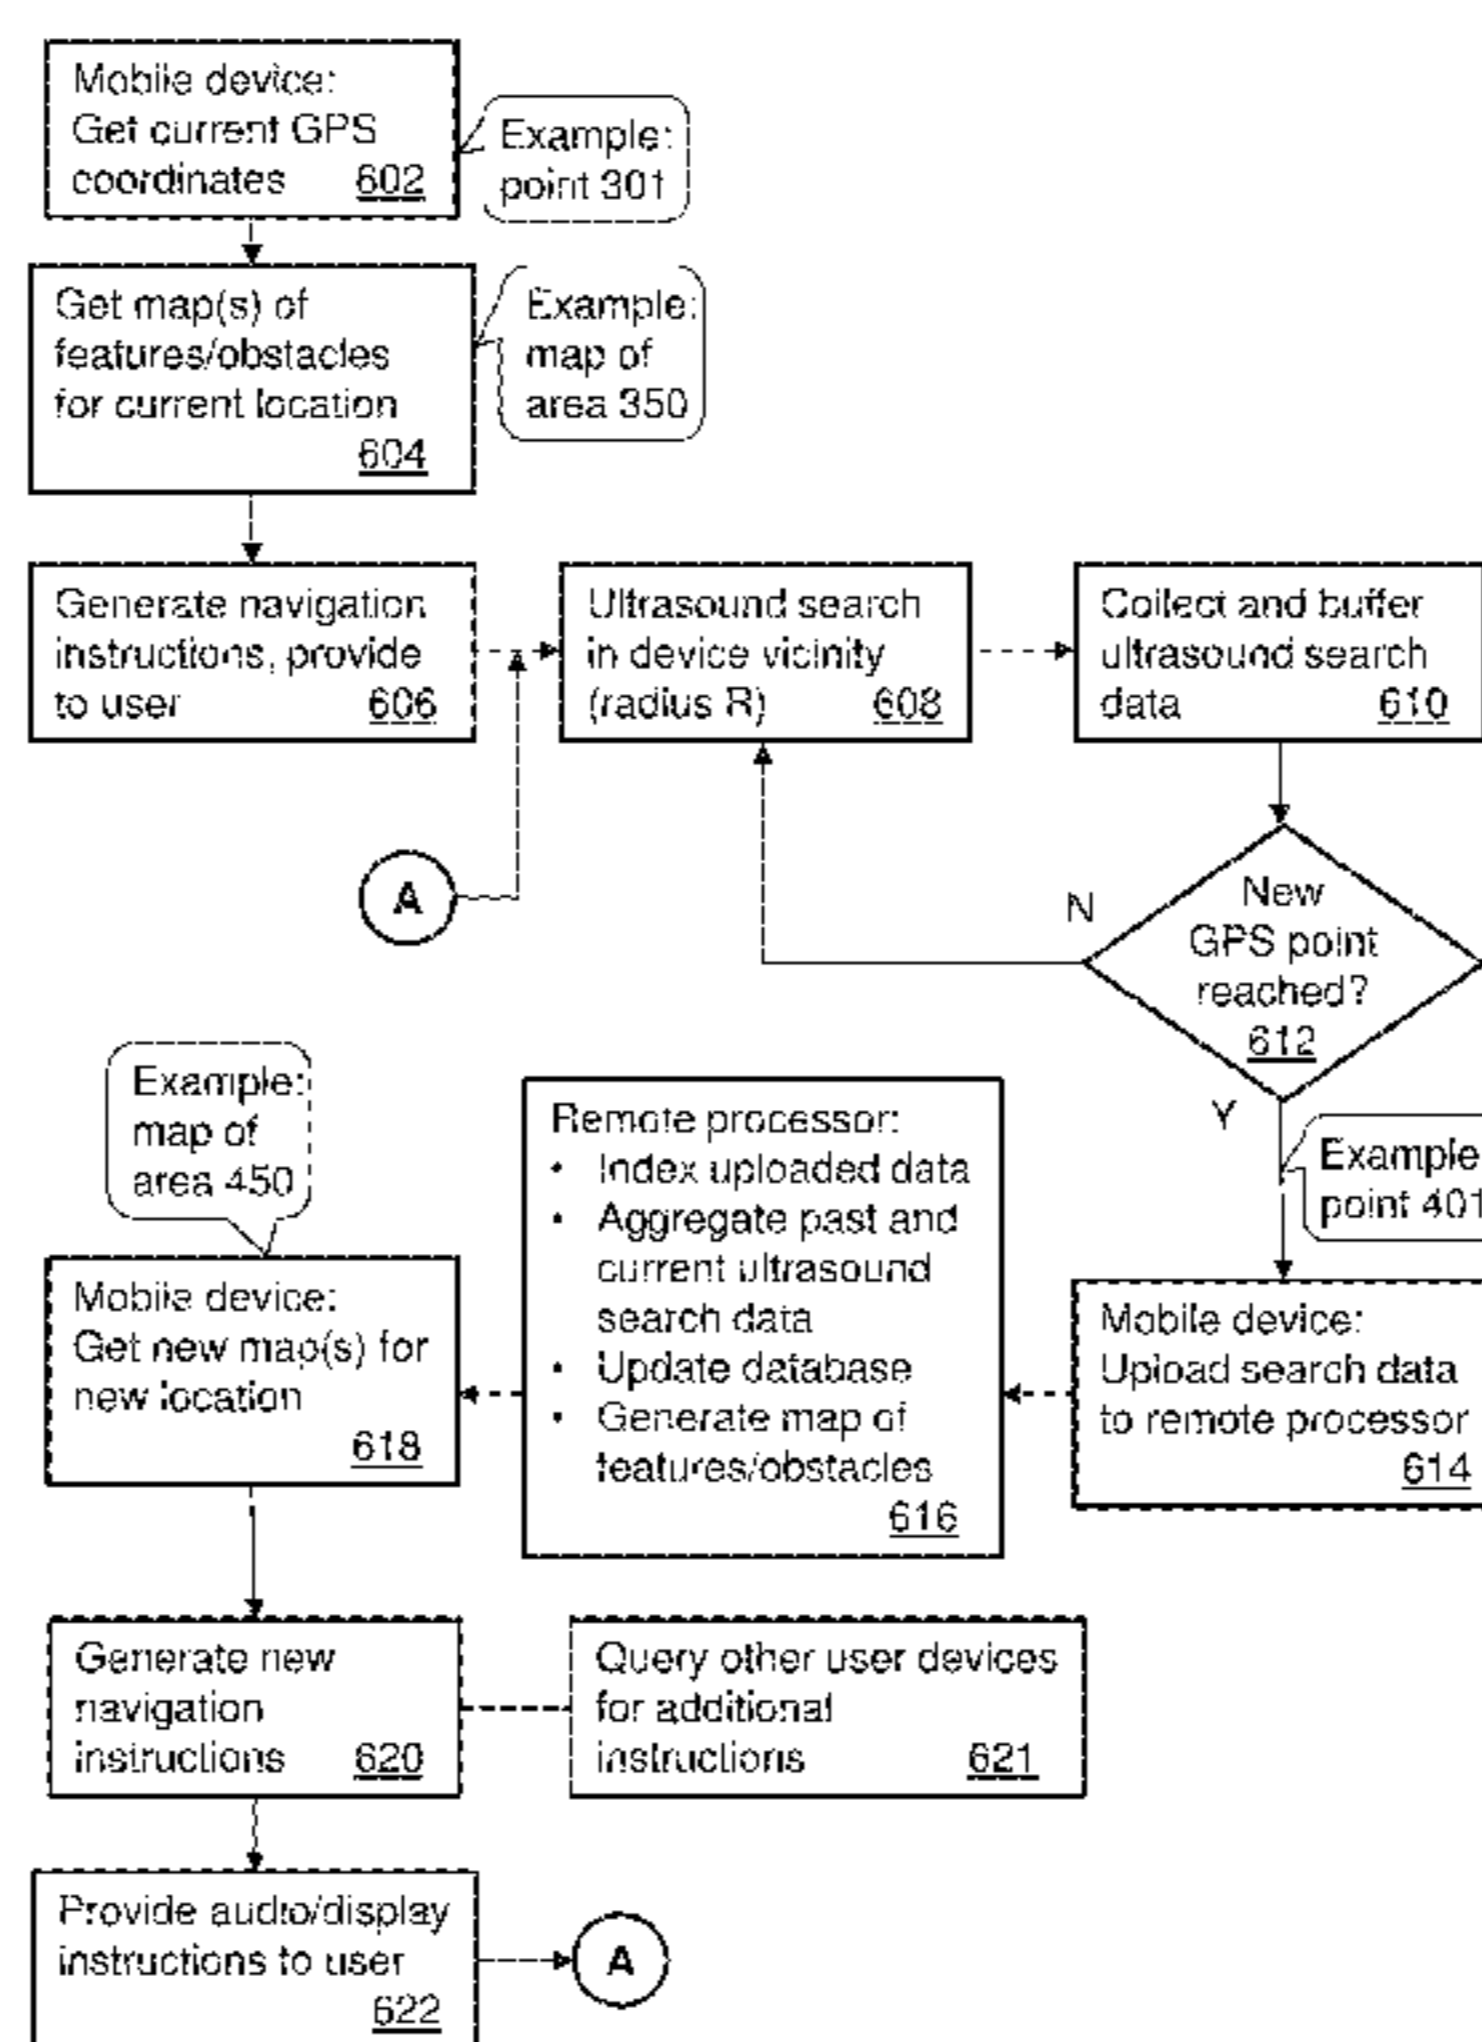 Mobile device:
Get current GPS
coordinates 602
Example:
point 301
Get map(s) of
features/obstacles
for current location
604
Example:
map of
area 350
Generate navigation
instructions, provide
to user 606
Ultrasound search
in device vicinity
(radius R) 608
Collect and buffer
ultrasound search
data 610
A
N
New
GPS point
reached?
612
Y
Example
point 401
Mobile device:
Upload search data
to remote processor
614
Remote processor:
• Index uploaded data
• Aggregate past and
current ultrasound
search data
• Update database
• Generate map of
features/obstacles
616
Example:
map of
area 450
Mobile device:
Get new map(s) for
new location
618
Generate new
navigation
instructions 620
Query other user devices
for additional
instructions 621
Provide audio/display
instructions to user
622
A